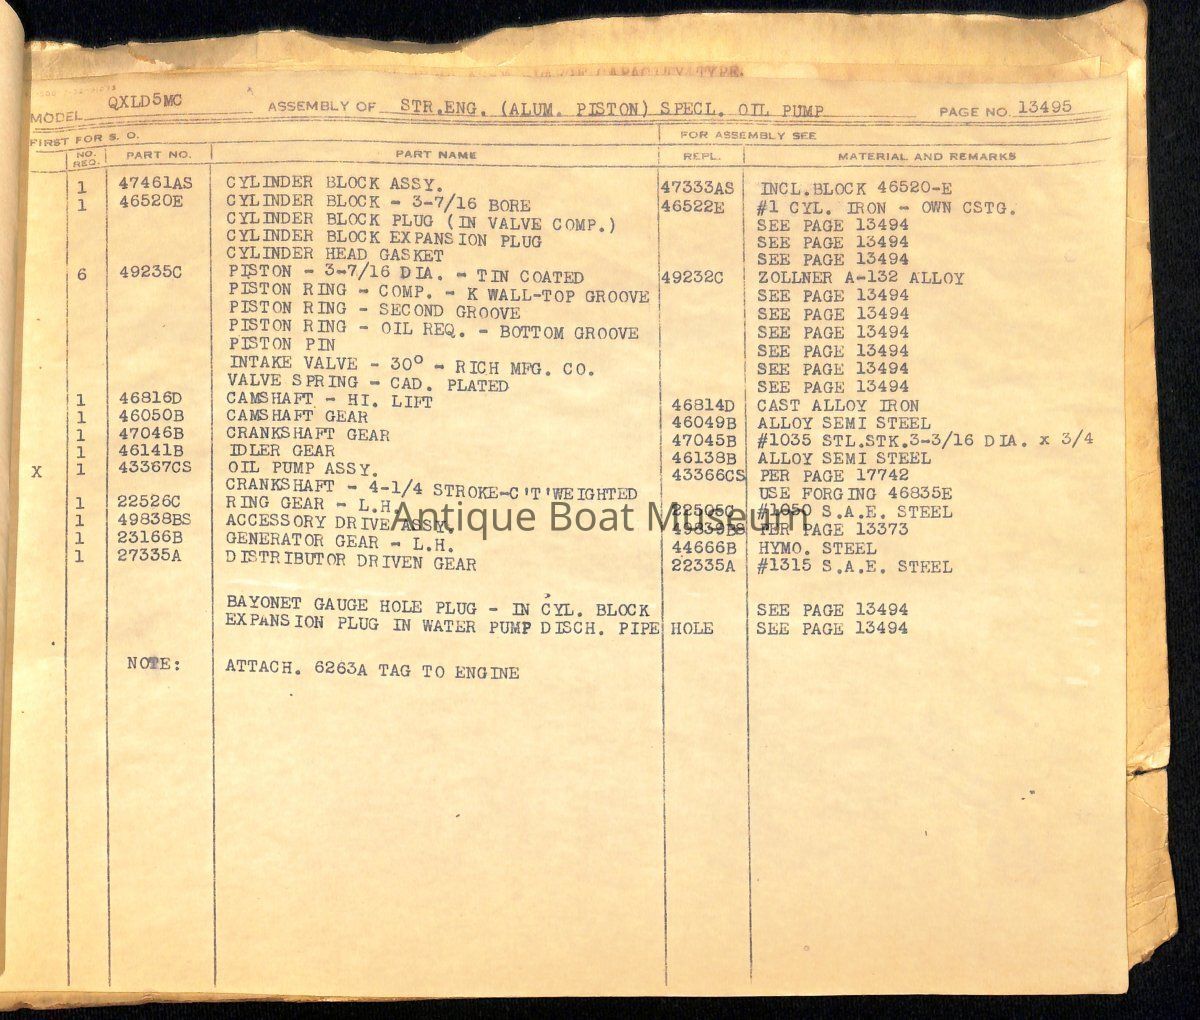 LARGE CAPACITY TYPE.
MODEL QXLD5MC ASSEMBLY OF STR.ENG. (ALUM. PISTON) SPECL. OIL PUMP PAGE NO. 13495
FIRST FOR S. O. FOR ASSEMBLY SEE
NO. REQ. PART NO. PART NAME REPL. MATERIAL AND REMARKS
1 47461AS CYLINDER BLOCK ASSY. 47333AS INCL.BLOCK 46520-E
1 46520E CYLINDER BLOCK - 3-7/16 BORE 46522E #1 CYL. IRON - OWN CSTG.
CYLINDER BLOCK PLUG (IN VALVE COMP.) SEE PAGE 13494
CYLINDER BLOCK EXPANSION PLUG SEE PAGE 13494
CYLINDER HEAD GASKET SEE PAGE 13494
6 49235C PISTON - 3-7/16 DIA. - TIN COATED 49232C ZOLLNER A-132 ALLOY
PISTON RING - COMP. - K WALL-TOP GROOVE SEE PAGE 13494
PISTON RING - SECOND GROOVE SEE PAGE 13494
PISTON RING - OIL REQ. - BOTTOM GROOVE SEE PAGE 13494
PISTON PIN SEE PAGE 13494
INTAKE VALVE - 30° - RICH MFG. CO. SEE PAGE 13494
VALVE SPRING - CAD. PLATED SEE PAGE 13494
1 46816D CAMSHAFT - HI. LIFT 46814D CAST ALLOY IRON
1 46050B CAMSHAFT GEAR 46049B ALLOY SEMI STEEL
1 47046B CRANKSHAFT GEAR 47045B #1035 STL.STK.3-3/16 DIA. x 3/4
1 46141B IDLER GEAR 46138B ALLOY SEMI STEEL
X 1 43367CS OIL PUMP ASSY. 43366CS PER PAGE 17742
CRANKSHAFT - 4-1/4 STROKE-C'T'WEIGHTED USE FORGING 46835E
1 22526C RING GEAR - L.H. 22505C #1050 S.A.E. STEEL
1 49838BS ACCESSORY DRIVE ASSY. 49839BS PER PAGE 13373
1 23166B GENERATOR GEAR - L.H. 44666B HYMO. STEEL
1 27335A DISTRIBUTOR DRIVEN GEAR 22335A #1315 S.A.E. STEEL
BAYONET GAUGE HOLE PLUG - IN CYL. BLOCK SEE PAGE 13494
EXPANSION PLUG IN WATER PUMP DISCH. PIPE HOLE SEE PAGE 13494
NOTE: ATTACH. 6263A TAG TO ENGINE
Antique Boat Museum